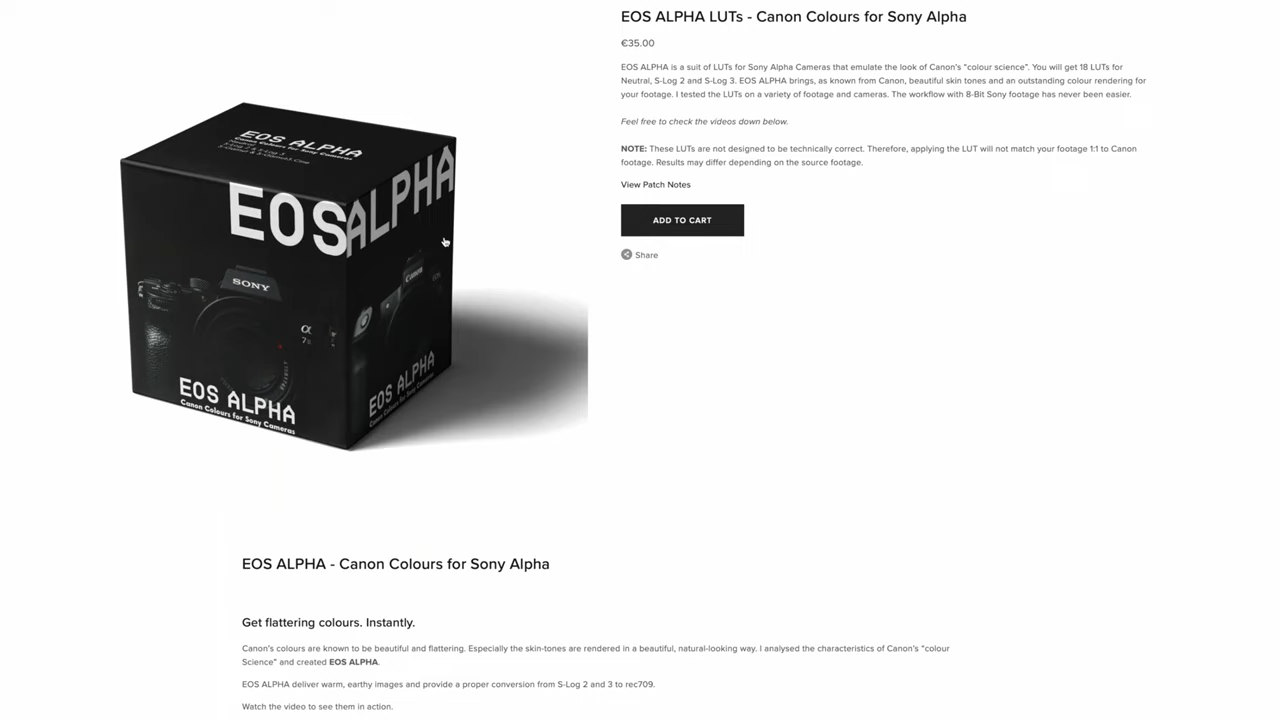 EOS ALPHA LUTs - Canon Colours for Sony Alpha
€35.00
EOS ALPHA is a suit of LUTs for Sony Alpha Cameras that emulate the look of Canon's "colour science". You will get 18 LUTs for
Neutral, S-Log 2 and S-Log 3. EOS ALPHA brings, as known from Canon, beautiful skin tones and an outstanding colour rendering for
your footage. I tested the LUTs on a variety of footage and cameras. The workflow with 8-Bit Sony footage has never been easier.
Feel free to check the videos down below.
NOTE: These LUTs are not designed to be technically correct. Therefore, applying the LUT will not match your footage 1:1 to Canon
footage. Results may differ depending on the source footage.
View Patch Notes
ADD TO CART
Share
EOS ALPHA
Canon Colours for Sony Cameras
EOS ALPHA
SONY
Canon
α
7
EOS ALPHA
Canon Colours for Sony Cameras
EOS ALPHA
Canon Colours for Sony Cameras
EOS ALPHA - Canon Colours for Sony Alpha
Get flattering colours. Instantly.
Canon's colours are known to be beautiful and flattering. Especially the skin-tones are rendered in a beautiful, natural-looking way. I analysed the characteristics of Canon's "colour
Science" and created EOS ALPHA.
EOS ALPHA deliver warm, earthy images and provide a proper conversion from S-Log 2 and 3 to rec709.
Watch the video to see them in action.